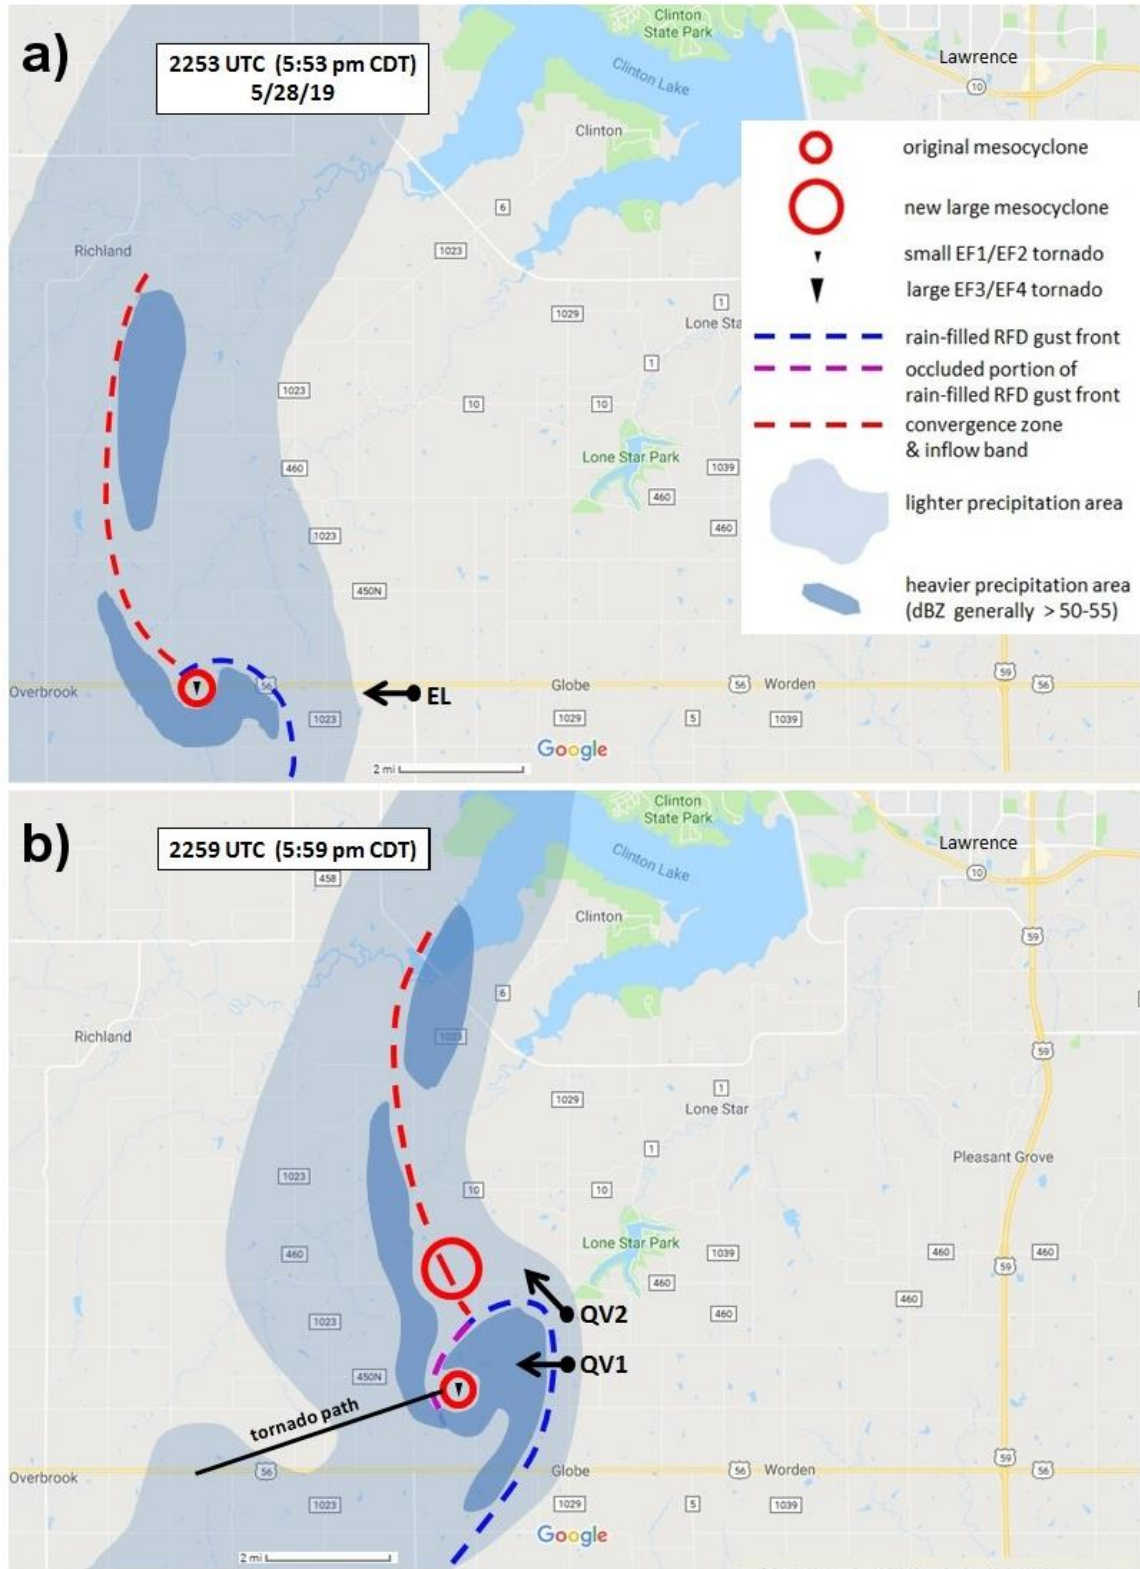 a)
2253 UTC (5:53 pm CDT)
5/28/19
Clinton
State Park
Clinton Lake
Lawrence
10
Clinton
original mesocyclone
6
new large mesocyclone
Richland
1023
small EF1/EF2 tornado
large EF3/EF4 tornado
1
1029
Lone Sta
rain-filled RFD gust front
1
occluded portion of
rain-filled RFD gust front
1023
10
10
convergence zone
& inflow band
Lone Star Park
460
1039
460
lighter precipitation area
460
1023
450N
heavier precipitation area
(dBZ generally > 50-55)
59
Overbrook
56
EL
Globe
56
Worden
59
56
1023
1029
5
1039
Google
2 mi
b)
2259 UTC (5:59 pm CDT)
Clinton
State Park
Clinton Lake
Lawrence
10
458
Clinton
59
6
Richland
1023
59
1
1029
Lone Star
1
Pleasant Grove
1023
10
10
Lone Star Park
460
1039
460
460
59
460
460
QV2
460
1023
QV1
450N
tornado path
59
Overbrook
56
Globe
56
Worden
59
56
1023
1029
5
1039
Google
2 mi